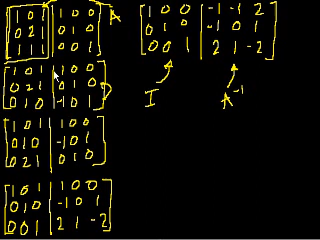 [1 0 1 | 1 0 0]
[0 2 1 | 0 1 0]
[1 1 1 | 0 0 1]
A
[1 0 1 | 1 0 0]
[0 2 1 | 0 1 0]
[0 1 0 | -1 0 1]
[1 0 1 | 1 0 0]
[0 1 0 | -1 0 1]
[0 2 1 | 0 1 0]
[1 0 1 | 1 0 0]
[0 1 0 | -1 0 1]
[0 0 1 | 2 1 -2]
[1 0 0 | -1 -1 2]
[0 1 0 | -1 0 1]
[0 0 1 | 2 1 -2]
I A⁻¹